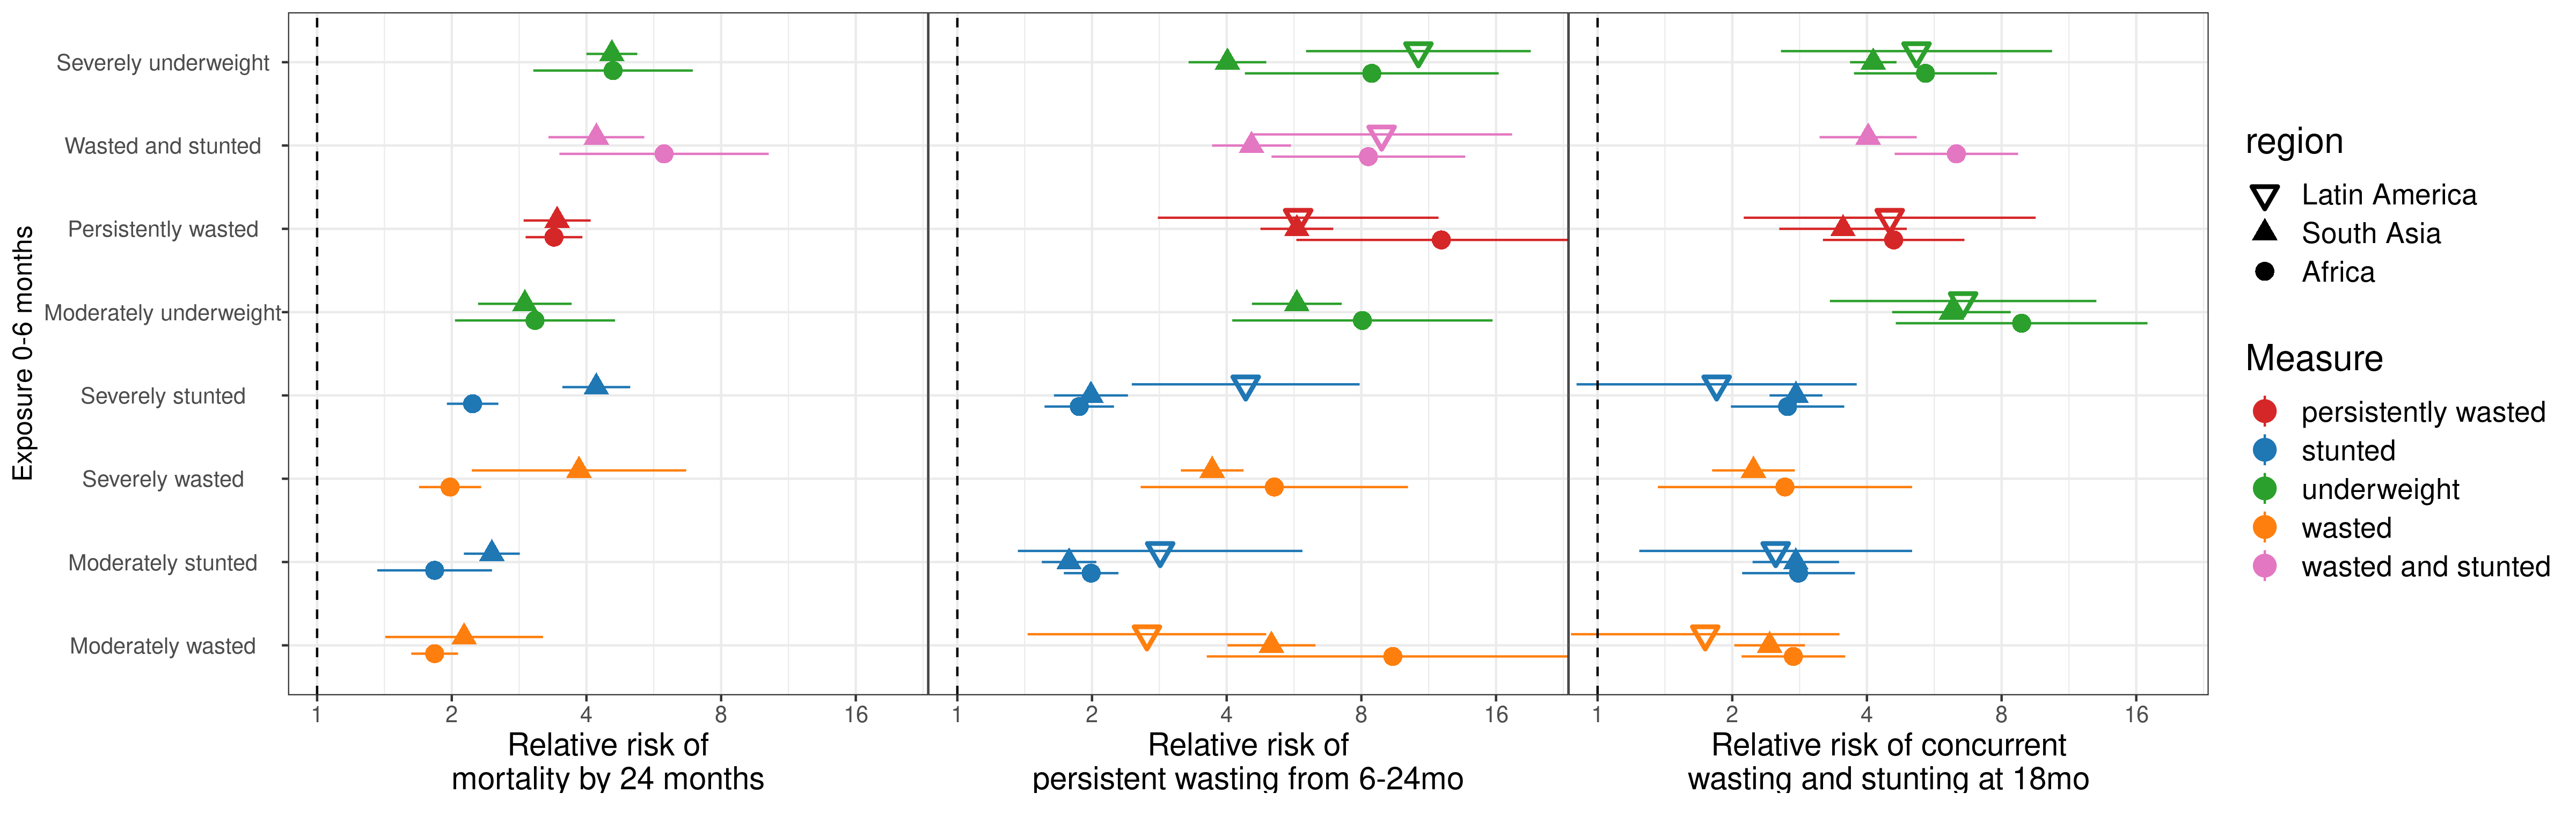 Exposure 0-6 months
Severely underweight
Wasted and stunted
Persistently wasted
Moderately underweight
Severely stunted
Severely wasted
Moderately stunted
Moderately wasted
1 2 4 8 16
1 2 4 8 16
1 2 4 8 16
Relative risk of
mortality by 24 months
Relative risk of
persistent wasting from 6-24mo
Relative risk of concurrent
wasting and stunting at 18mo
region
Latin America
South Asia
Africa
Measure
persistently wasted
stunted
underweight
wasted
wasted and stunted